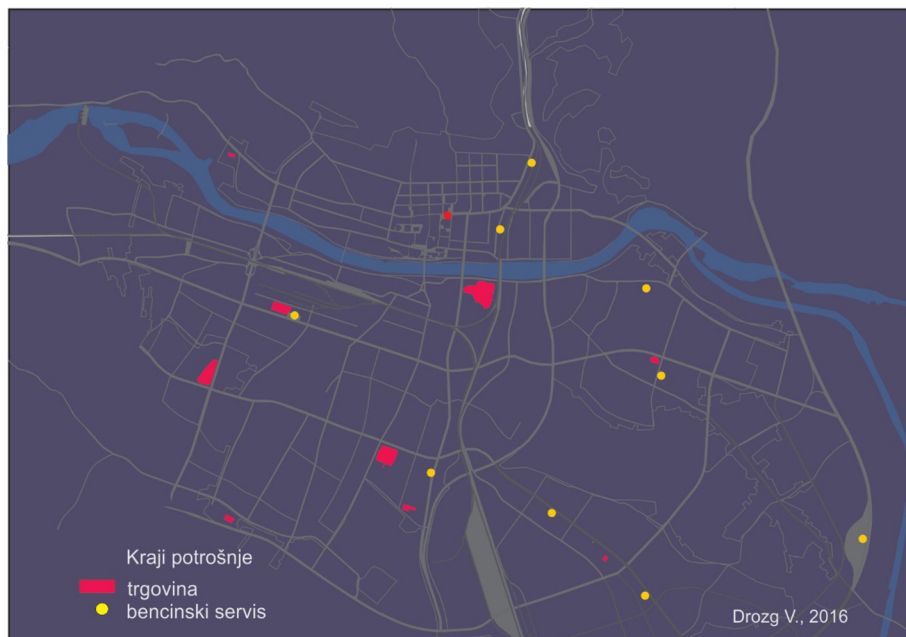 Kraji potrošnje
trgovina
bencinski servis
Drozg V., 2016